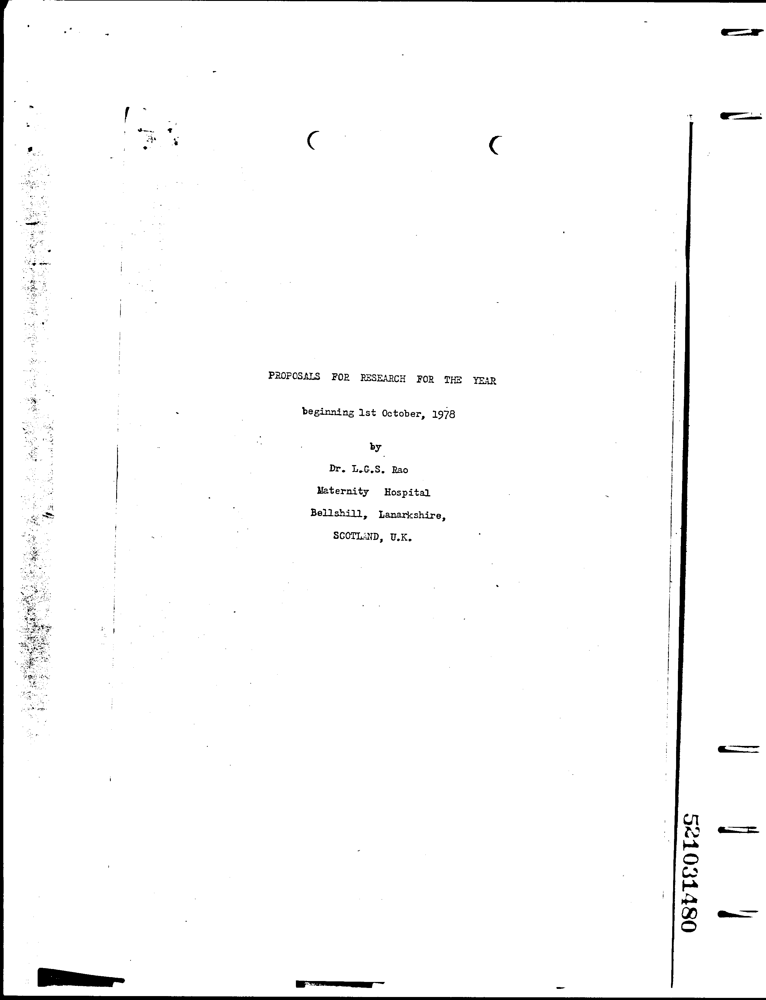 PROPOSALS FOR RESEARCH FOR THE YEAR
beginning 1st October, 1978
by
Dr. L.G.S. Rao
Maternity Hospital
Bellshill, Lanarkshire,
SCOTLAND, U.K.
521031480